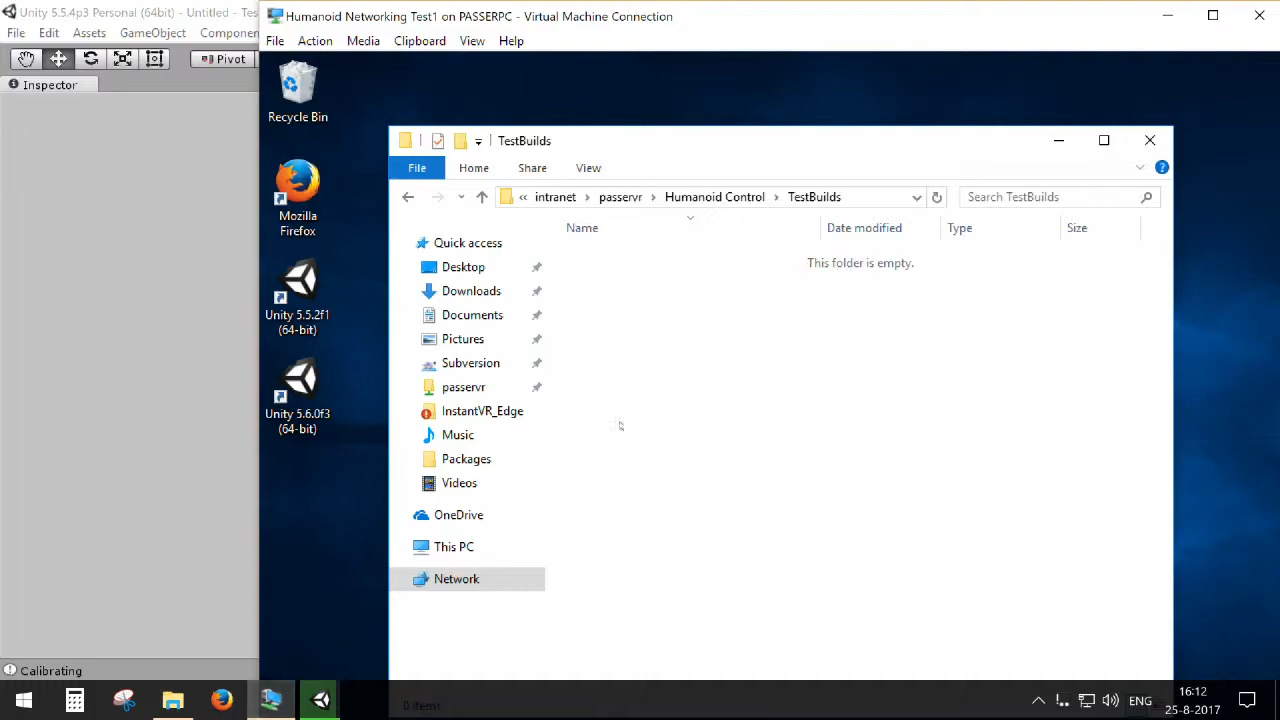 Unity 5.5.4p3 Personal (64bit) - Untitled - Tes
File Edit Assets GameObject Componen
Pivot
Inspector
Calibrating
Humanoid Networking Test1 on PASSERPC - Virtual Machine Connection
File Action Media Clipboard View Help
Recycle Bin
Mozilla
Firefox
Unity 5.5.2f1
(64-bit)
Unity 5.6.0f3
(64-bit)
TestBuilds
File Home Share View
« intranet › passervr › Humanoid Control › TestBuilds
Search TestBuilds
Name Date modified Type Size
This folder is empty.
Quick access
Desktop
Downloads
Documents
Pictures
Subversion
passervr
InstantVR_Edge
Music
Packages
Videos
OneDrive
This PC
Network
0 items
ENG
16:12
25-8-2017